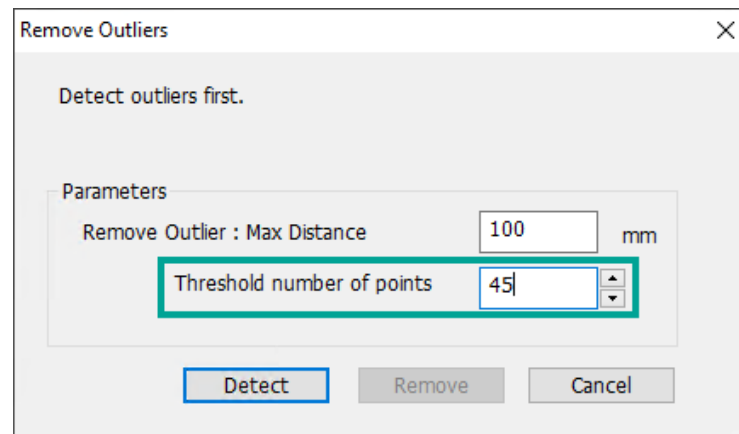 Remove Outliers
Detect outliers first.
Parameters
Remove Outlier : Max Distance 100 mm
Threshold number of points 45
Detect Remove Cancel